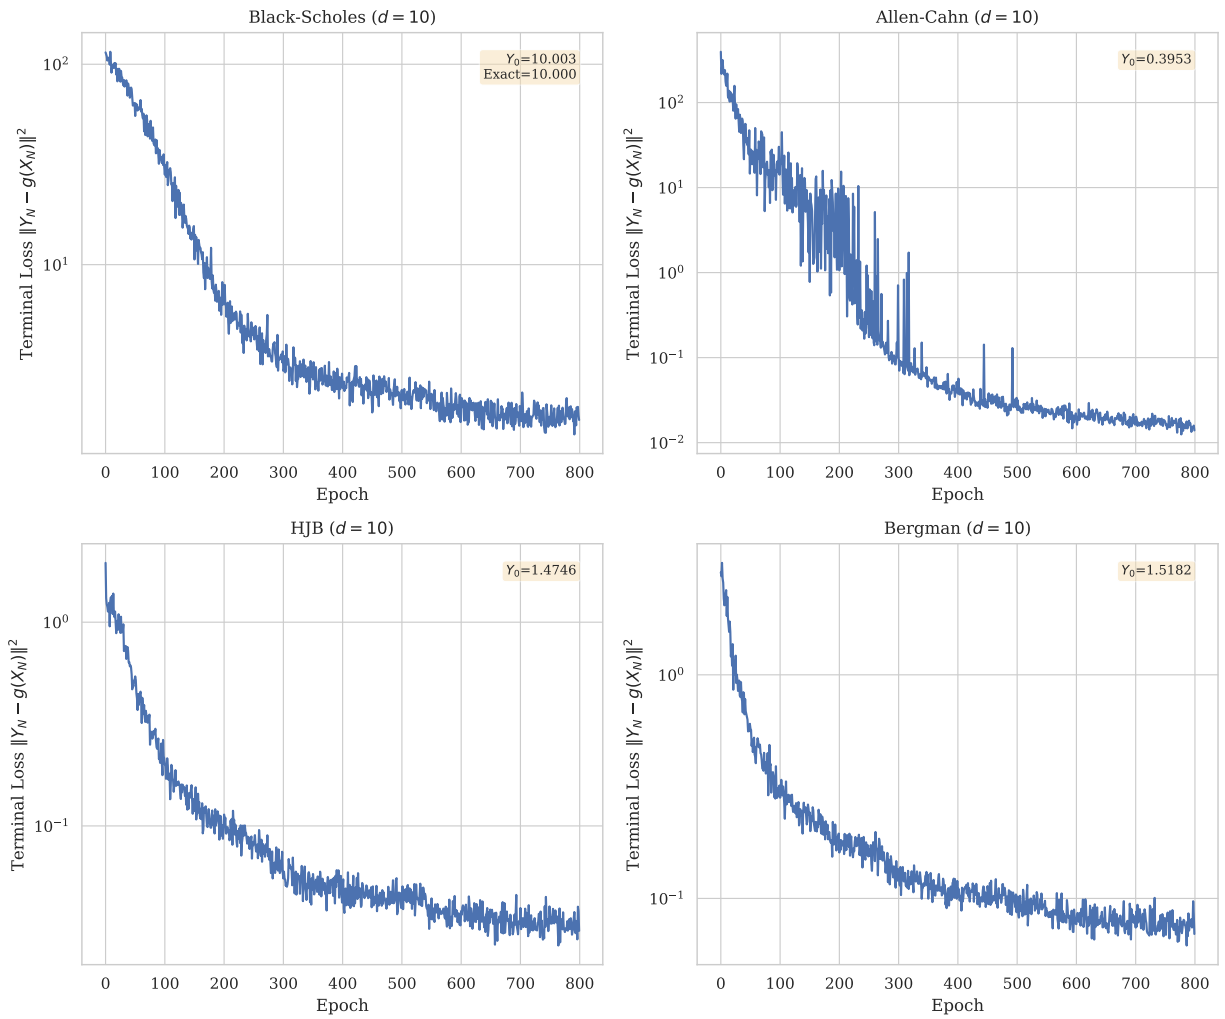 Black-Scholes (d = 10)
Y₀=10.003
Exact=10.000
10²
10¹
Terminal Loss ‖Y_N − g(X_N)‖²
0 100 200 300 400 500 600 700 800
Epoch
Allen-Cahn (d = 10)
Y₀=0.3953
10²
10¹
10⁰
10⁻¹
10⁻²
Terminal Loss ‖Y_N − g(X_N)‖²
0 100 200 300 400 500 600 700 800
Epoch
HJB (d = 10)
Y₀=1.4746
10⁰
10⁻¹
Terminal Loss ‖Y_N − g(X_N)‖²
0 100 200 300 400 500 600 700 800
Epoch
Bergman (d = 10)
Y₀=1.5182
10⁰
10⁻¹
Terminal Loss ‖Y_N − g(X_N)‖²
0 100 200 300 400 500 600 700 800
Epoch